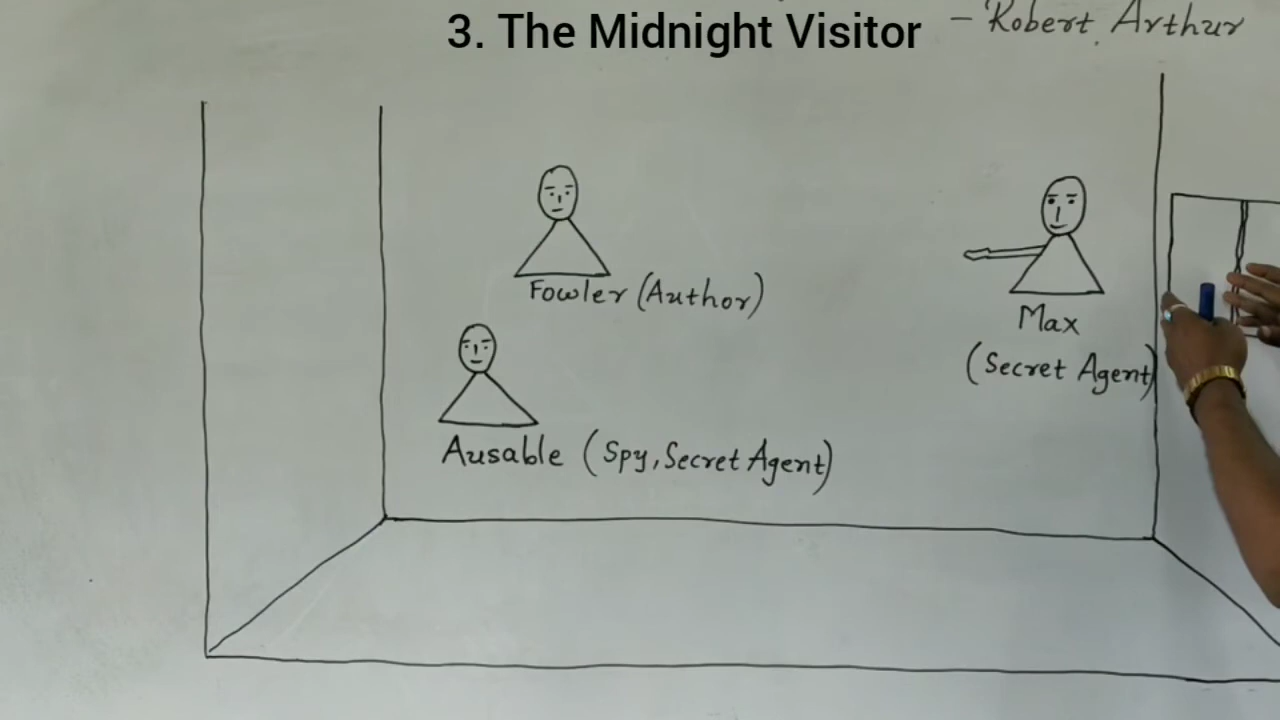 3. The Midnight Visitor – Robert Arthur
Fowler (Author)
Max
(Secret Agent)
Ausable (Spy, Secret Agent)